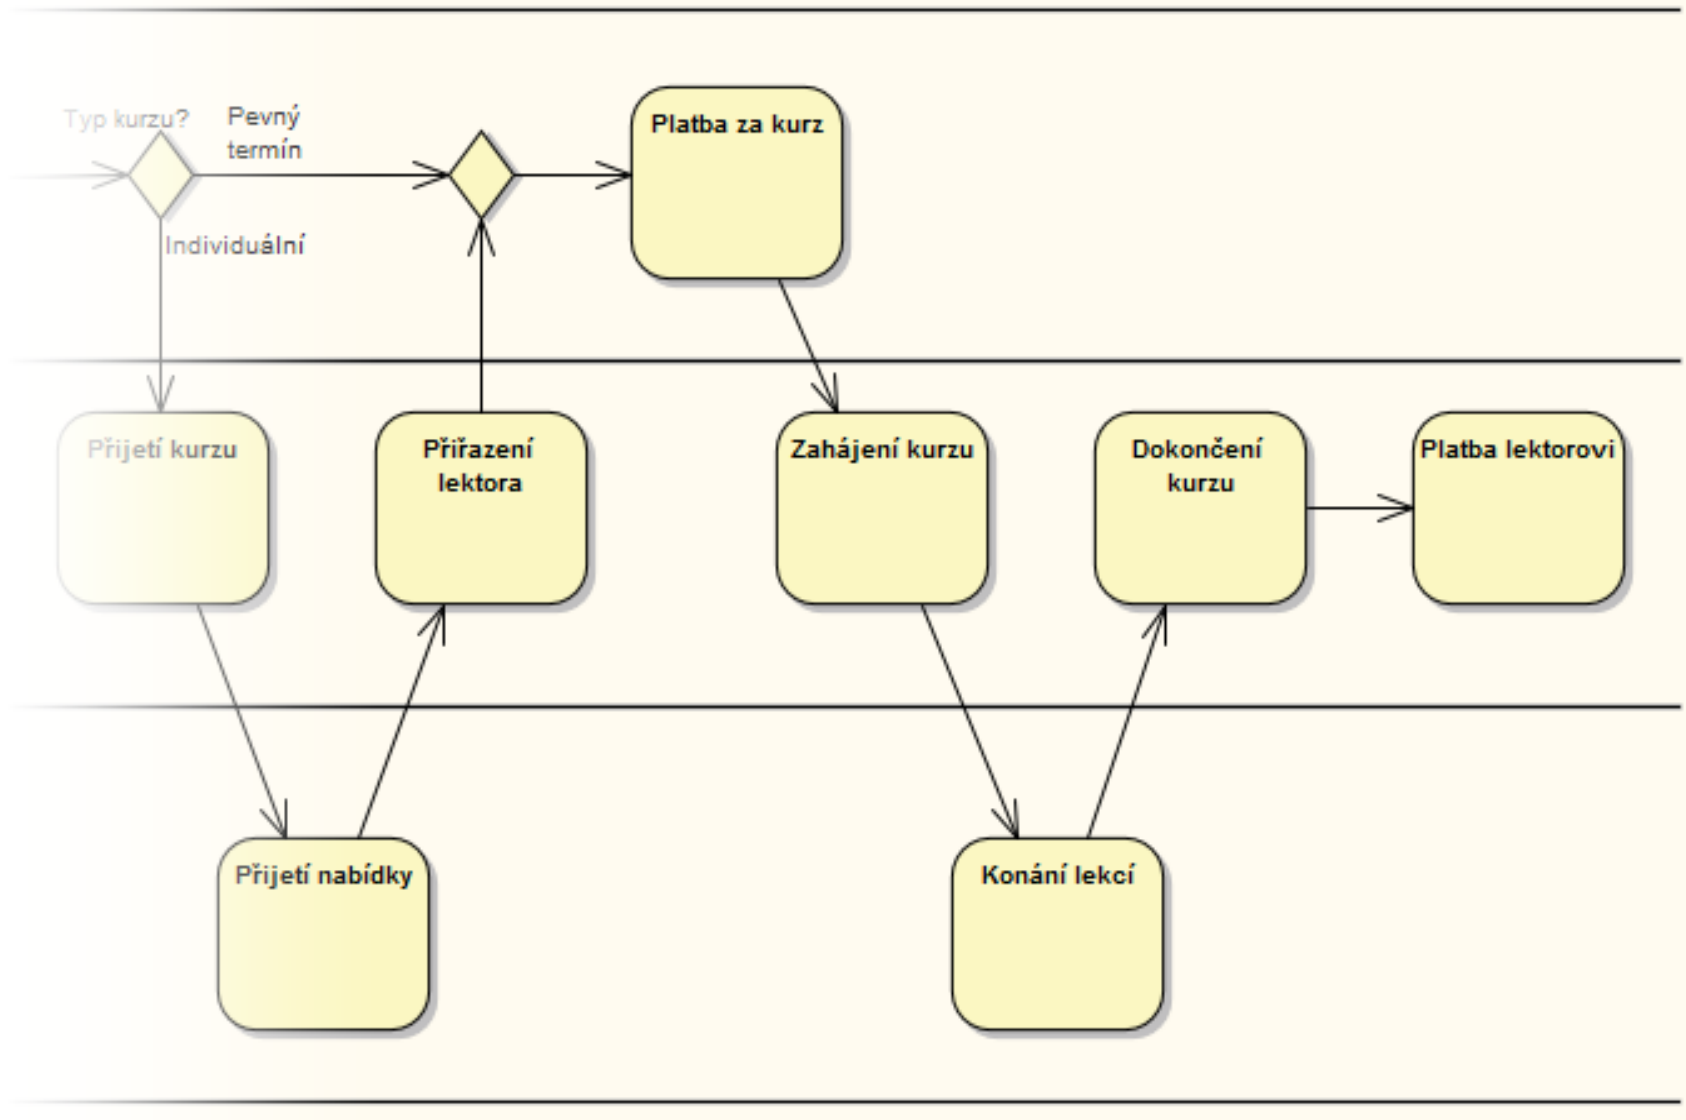 Typ kurzu?
Pevný
termín
Individuální
Platba za kurz
Přijetí kurzu
Přiřazení
lektora
Zahájení kurzu
Dokončení
kurzu
Platba lektorovi
Přijetí nabídky
Konání lekcí